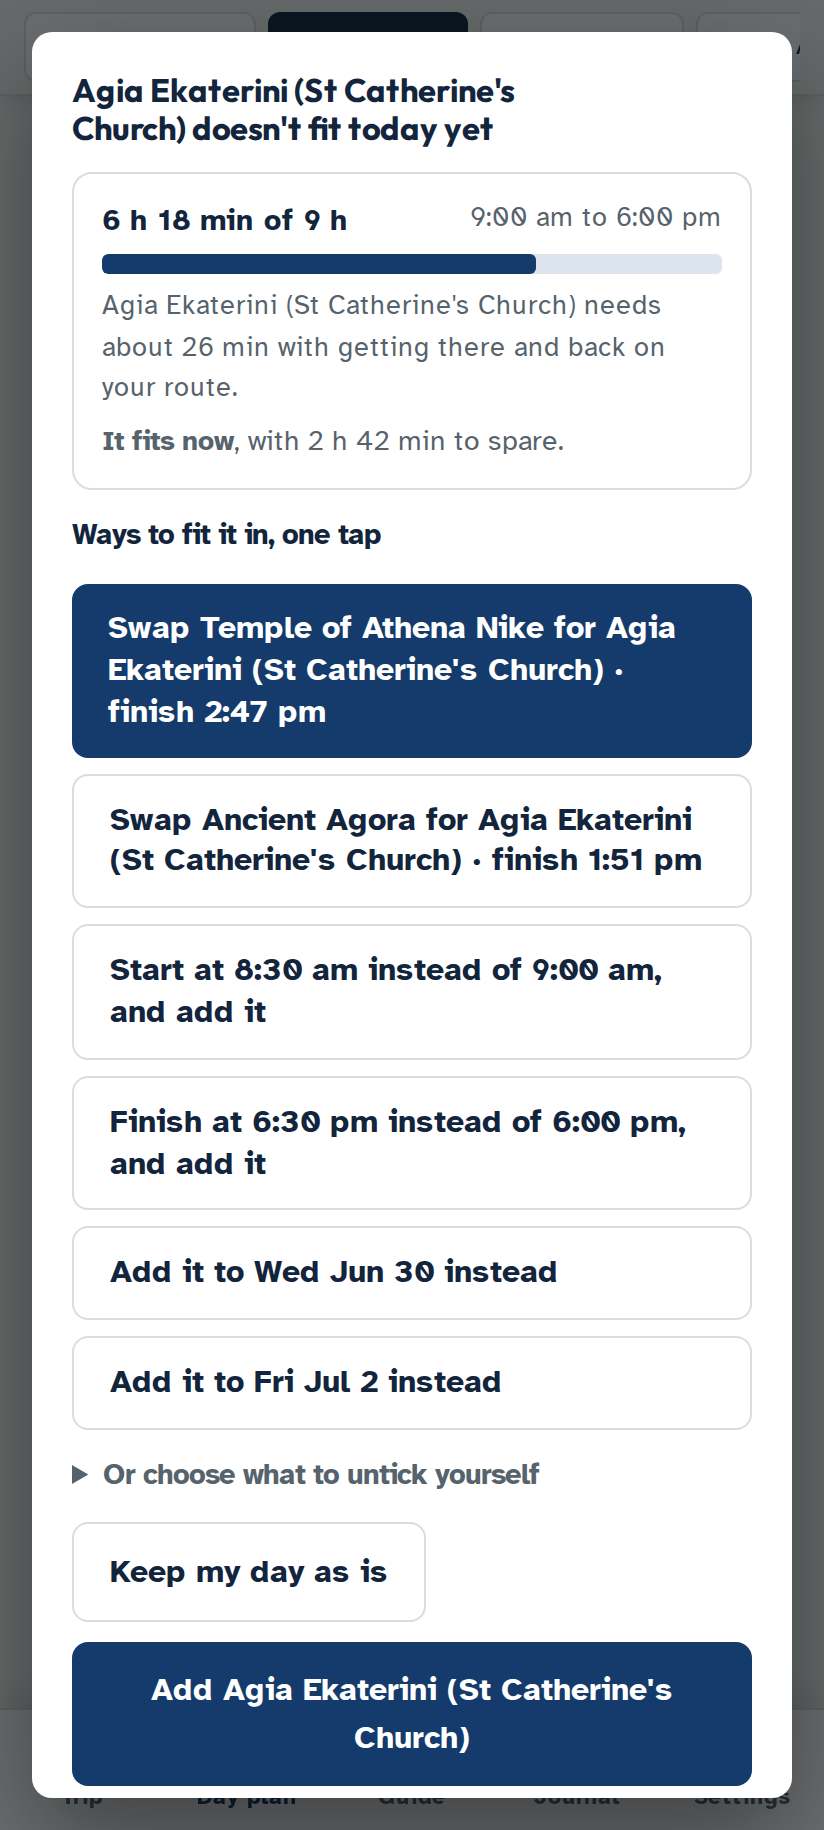 Agia Ekaterini (St Catherine's
Church) doesn't fit today yet
6 h 18 min of 9 h
9:00 am to 6:00 pm
Agia Ekaterini (St Catherine's Church) needs
about 26 min with getting there and back on
your route.
It fits now, with 2 h 42 min to spare.
Ways to fit it in, one tap
Swap Temple of Athena Nike for Agia
Ekaterini (St Catherine's Church) ·
finish 2:47 pm
Swap Ancient Agora for Agia Ekaterini
(St Catherine's Church) · finish 1:51 pm
Start at 8:30 am instead of 9:00 am,
and add it
Finish at 6:30 pm instead of 6:00 pm,
and add it
Add it to Wed Jun 30 instead
Add it to Fri Jul 2 instead
▶ Or choose what to untick yourself
Keep my day as is
Add Agia Ekaterini (St Catherine's
Church)
Trip Day plan Guide Journal Settings